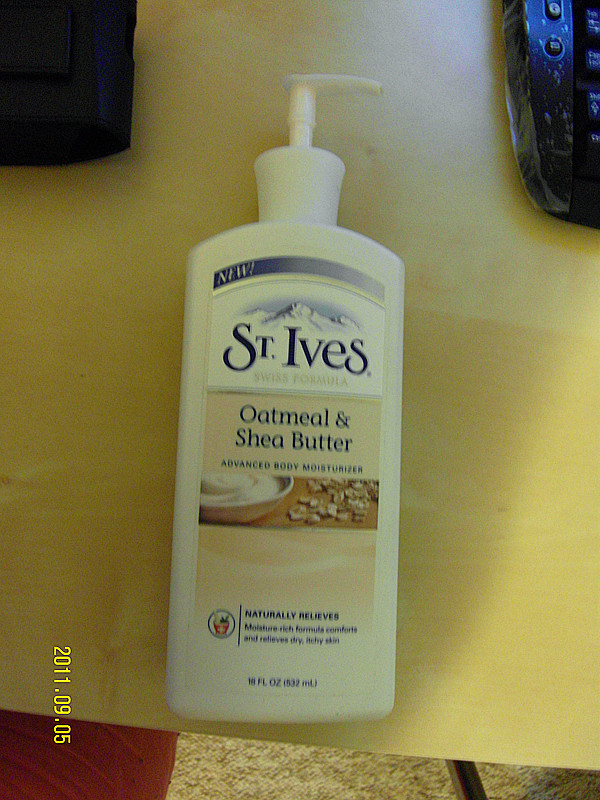 NEW!
ST. Ives
SWISS FORMULA
Oatmeal &
Shea Butter
ADVANCED BODY MOISTURIZER
NATURALLY RELIEVES
Moisture-rich formula comforts
and relieves dry, itchy skin
18 FL OZ (532 mL)
2011.09.05